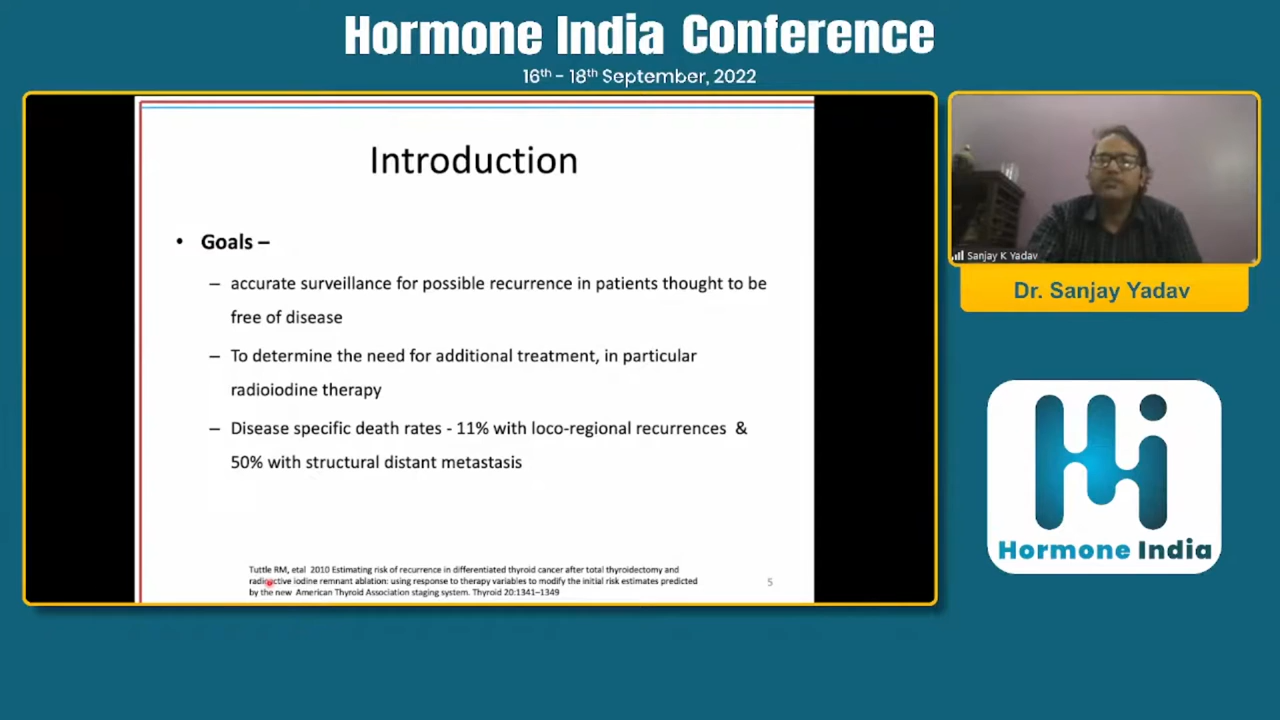 Hormone India Conference
16th - 18th September, 2022
Introduction
• Goals –
– accurate surveillance for possible recurrence in patients thought to be
free of disease
– To determine the need for additional treatment, in particular
radioiodine therapy
– Disease specific death rates - 11% with loco-regional recurrences &
50% with structural distant metastasis
Tuttle RM, etal 2010 Estimating risk of recurrence in differentiated thyroid cancer after total thyroidectomy and
radioactive iodine remnant ablation: using response to therapy variables to modify the initial risk estimates predicted
by the new American Thyroid Association staging system. Thyroid 20:1341–1349
5
Sanjay K Yadav
Dr. Sanjay Yadav
Hi
Hormone India